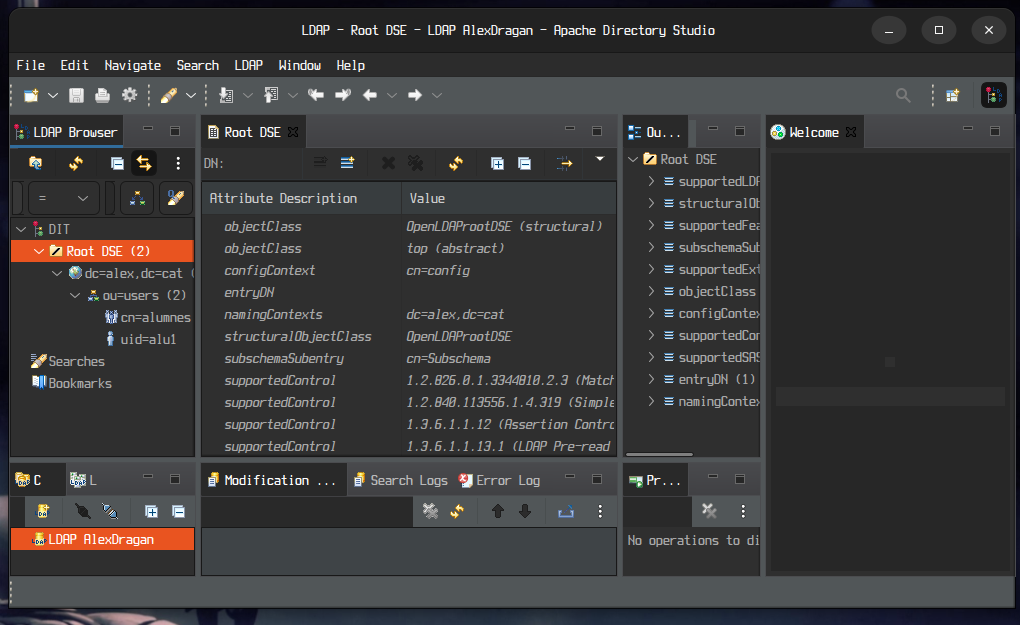 LDAP - Root DSE - LDAP AlexDragan - Apache Directory Studio
File Edit Navigate Search LDAP Window Help
LDAP Browser
=
DIT
Root DSE (2)
dc=alex,dc=cat (
ou=users (2)
cn=alumnes
uid=alu1
Searches
Bookmarks
Root DSE
DN:
Attribute Description Value
objectClass OpenLDAProotDSE (structural)
objectClass top (abstract)
configContext cn=config
entryDN
namingContexts dc=alex,dc=cat
structuralObjectClass OpenLDAProotDSE
subschemaSubentry cn=Subschema
supportedControl 1.2.826.0.1.3344810.2.3 (Matc
supportedControl 1.2.840.113556.1.4.319 (Simple
supportedControl 1.3.6.1.1.12 (Assertion Contro
supportedControl 1.3.6.1.1.13.1 (LDAP Pre-read
Ou...
Root DSE
supportedLDA
structuralOb
supportedFea
subschemaSub
supportedExt
objectClass
configContex
supportedCon
supportedSAS
entryDN (1)
namingContex
Welcome
C L
LDAP AlexDragan
Modification ... Search Logs Error Log
Pr...
No operations to di